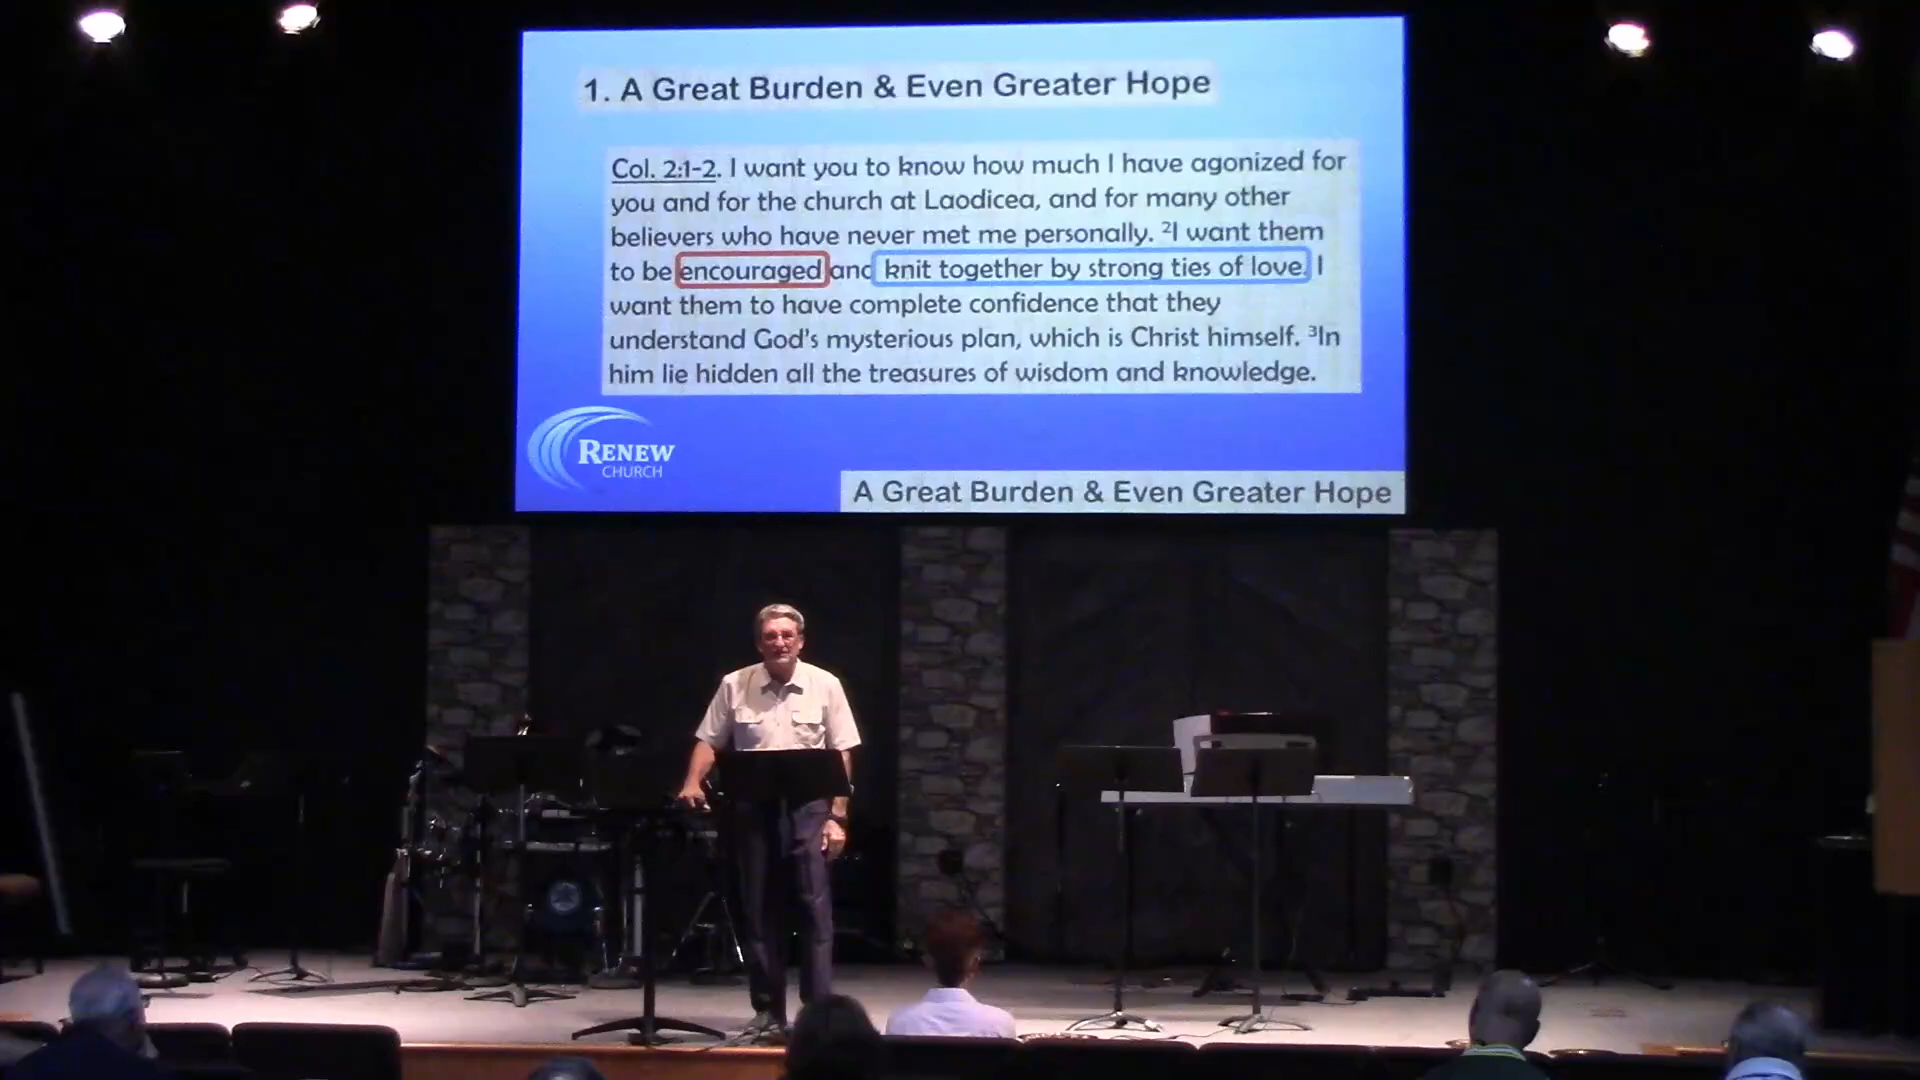 1. A Great Burden & Even Greater Hope
Col. 2:1-2. I want you to know how much I have agonized for
you and for the church at Laodicea, and for many other
believers who have never met me personally. ²I want them
to be encouraged and knit together by strong ties of love. I
want them to have complete confidence that they
understand God's mysterious plan, which is Christ himself. ³In
him lie hidden all the treasures of wisdom and knowledge.
RENEW
CHURCH
A Great Burden & Even Greater Hope